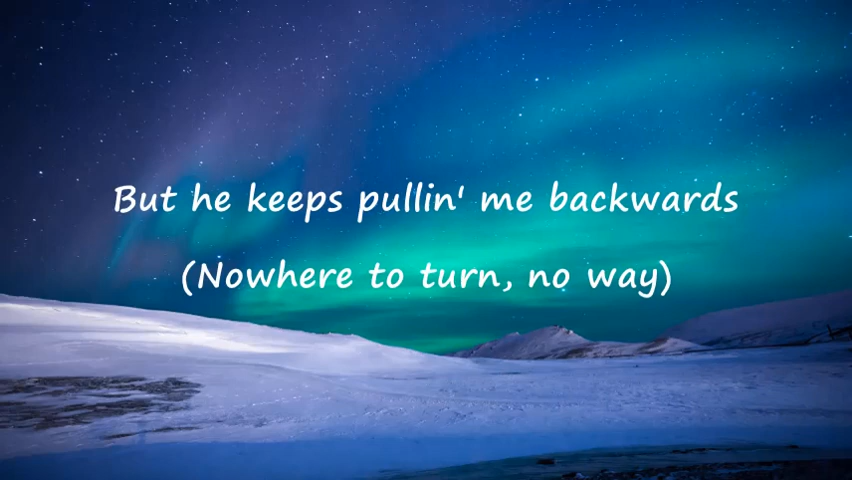 But he keeps pullin' me backwards
(Nowhere to turn, no way)